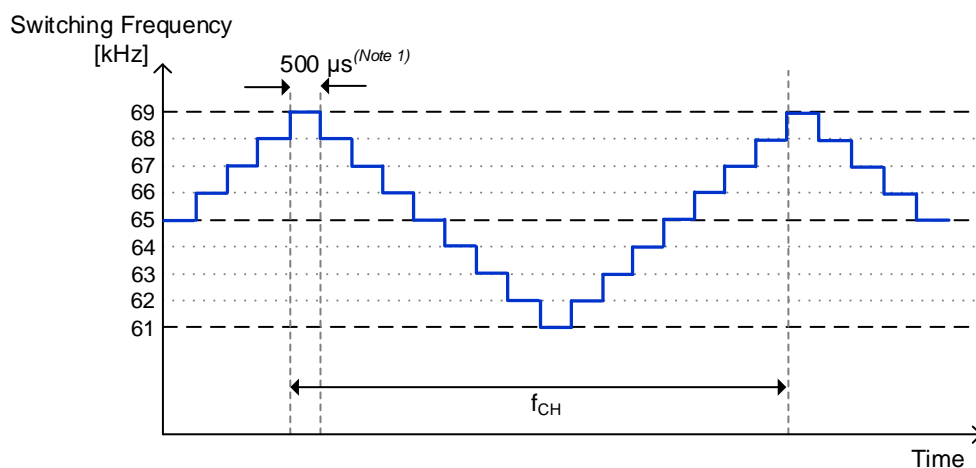 Switching Frequency
[kHz]
500 µs(Note 1)
69
68
67
66
65
64
63
62
61
fCH
Time